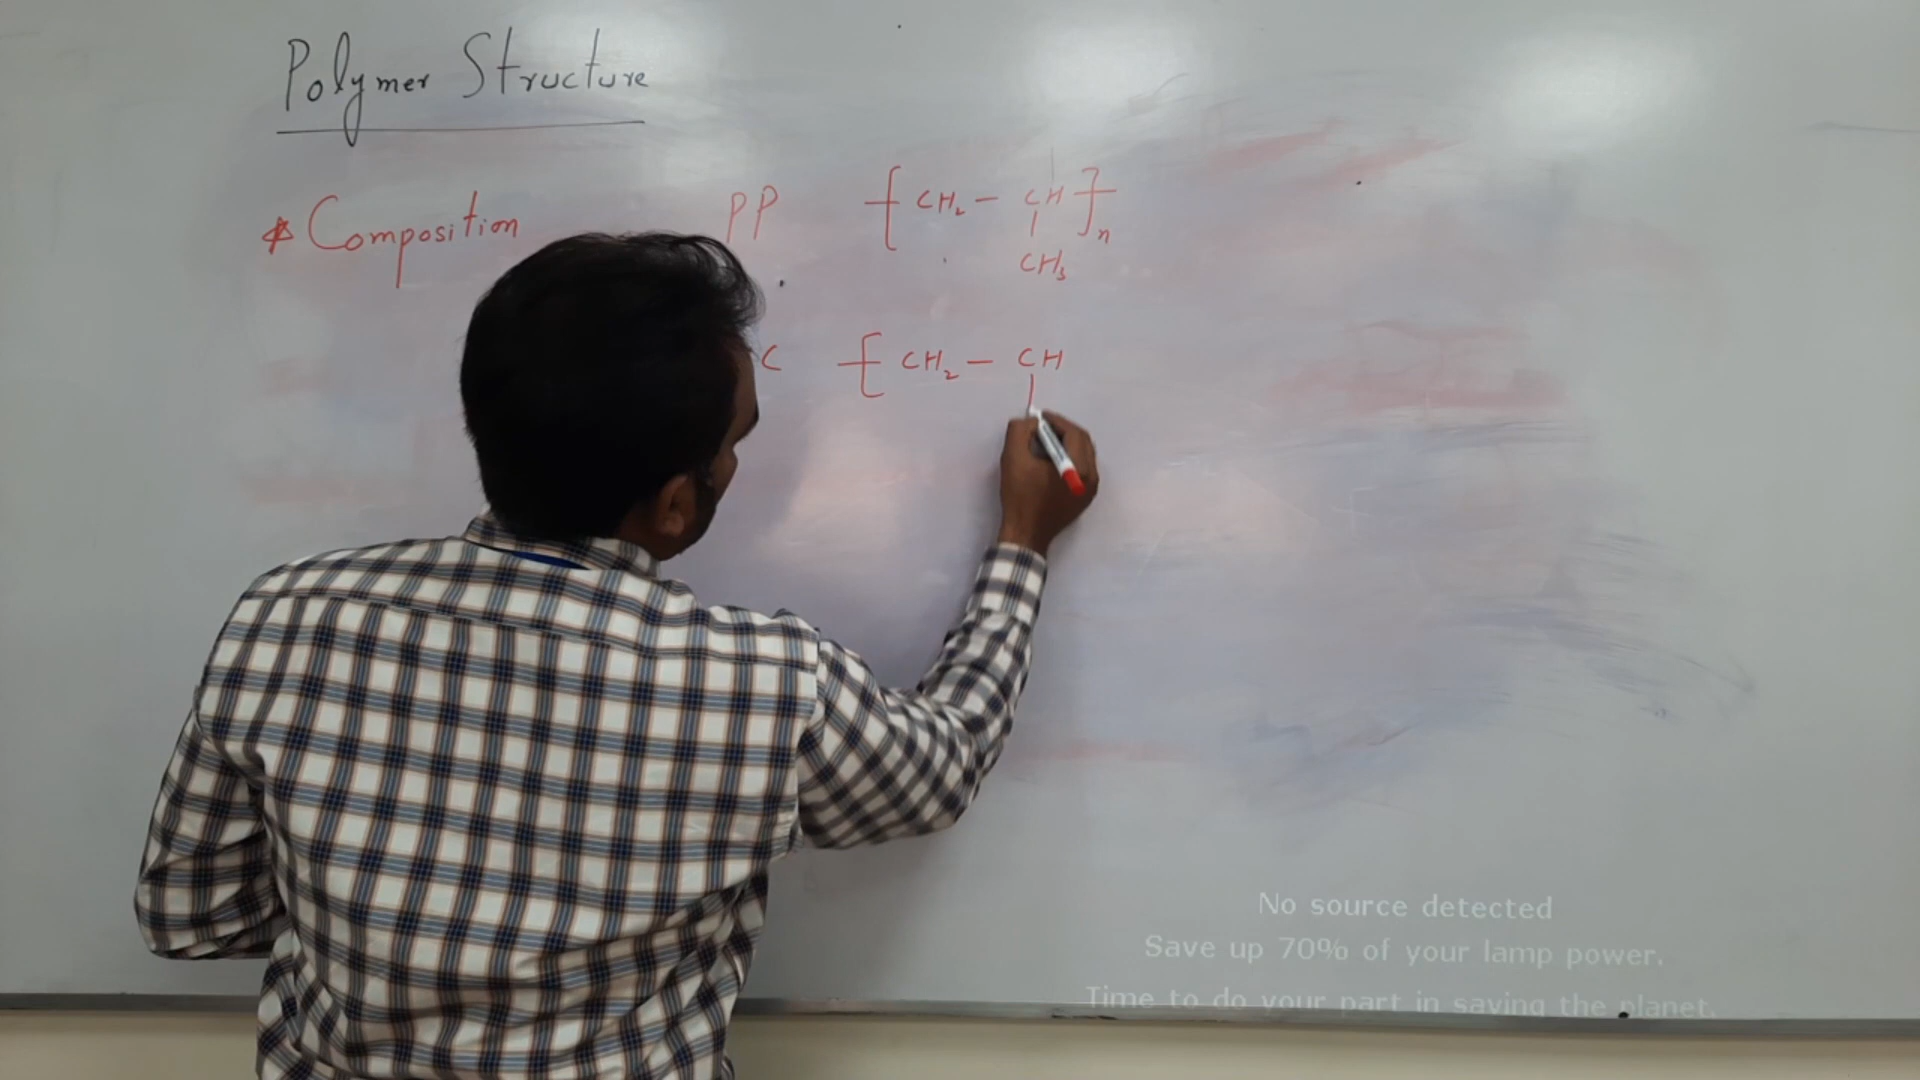 Polymer Structure
* Composition PP -[ CH2 - CH ]-n
CH3
C -[ CH2 - CH
No source detected
Save up 70% of your lamp power.
Time to do your part in saving the planet.